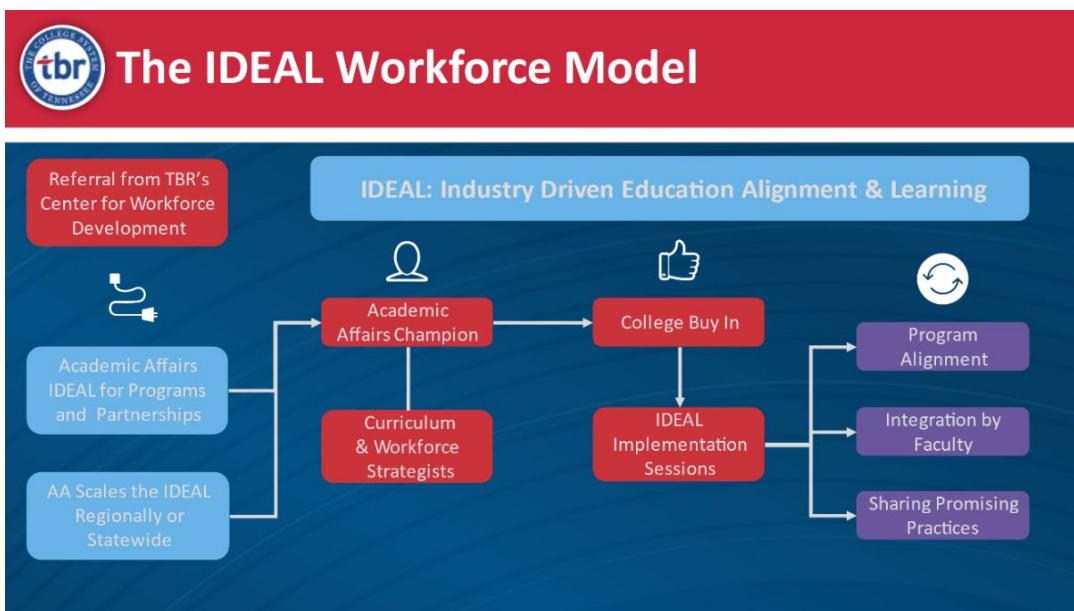 THE COLLEGE SYSTEM
tbr
OF TENNESSEE
The IDEAL Workforce Model
Referral from TBR's
Center for Workforce
Development
IDEAL: Industry Driven Education Alignment & Learning
Academic Affairs
IDEAL for Programs
and Partnerships
AA Scales the IDEAL
Regionally or
Statewide
Academic
Affairs Champion
Curriculum
& Workforce
Strategists
College Buy In
IDEAL
Implementation
Sessions
Program
Alignment
Integration by
Faculty
Sharing Promising
Practices